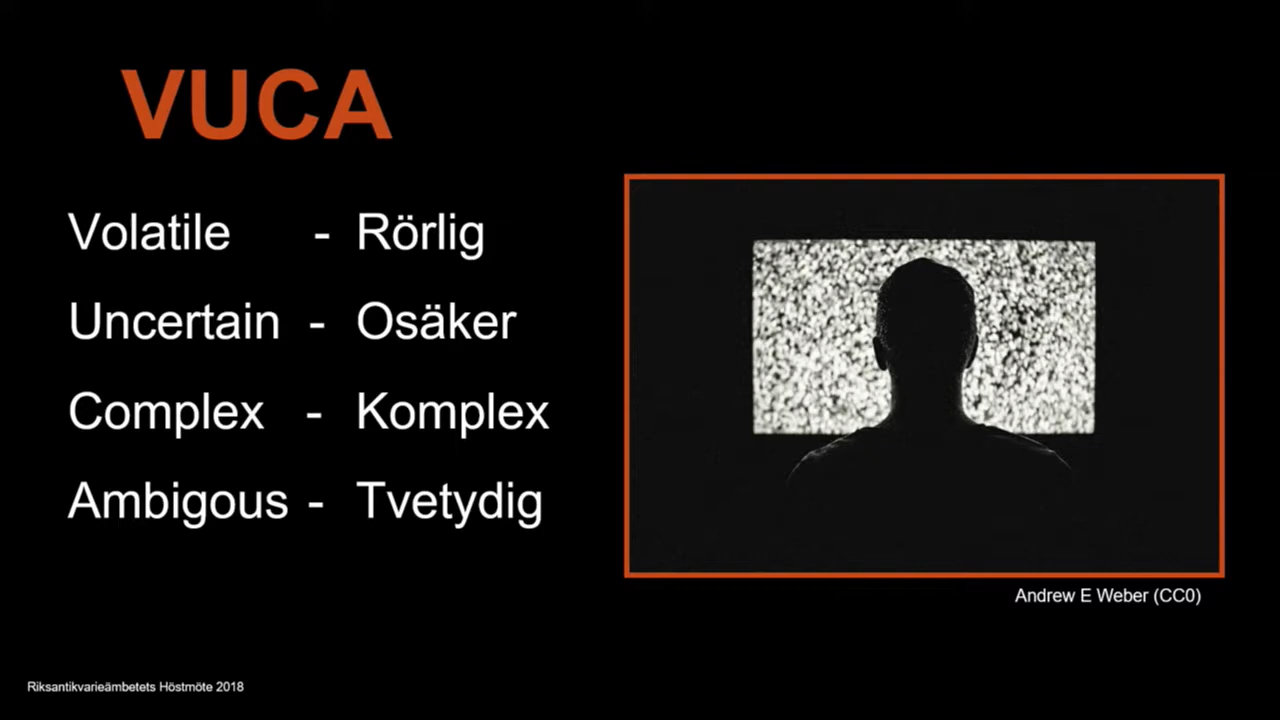 VUCA
Volatile - Rörlig
Uncertain - Osäker
Complex - Komplex
Ambigous - Tvetydig
Andrew E Weber (CC0)
Riksantikvarieämbetets Höstmöte 2018